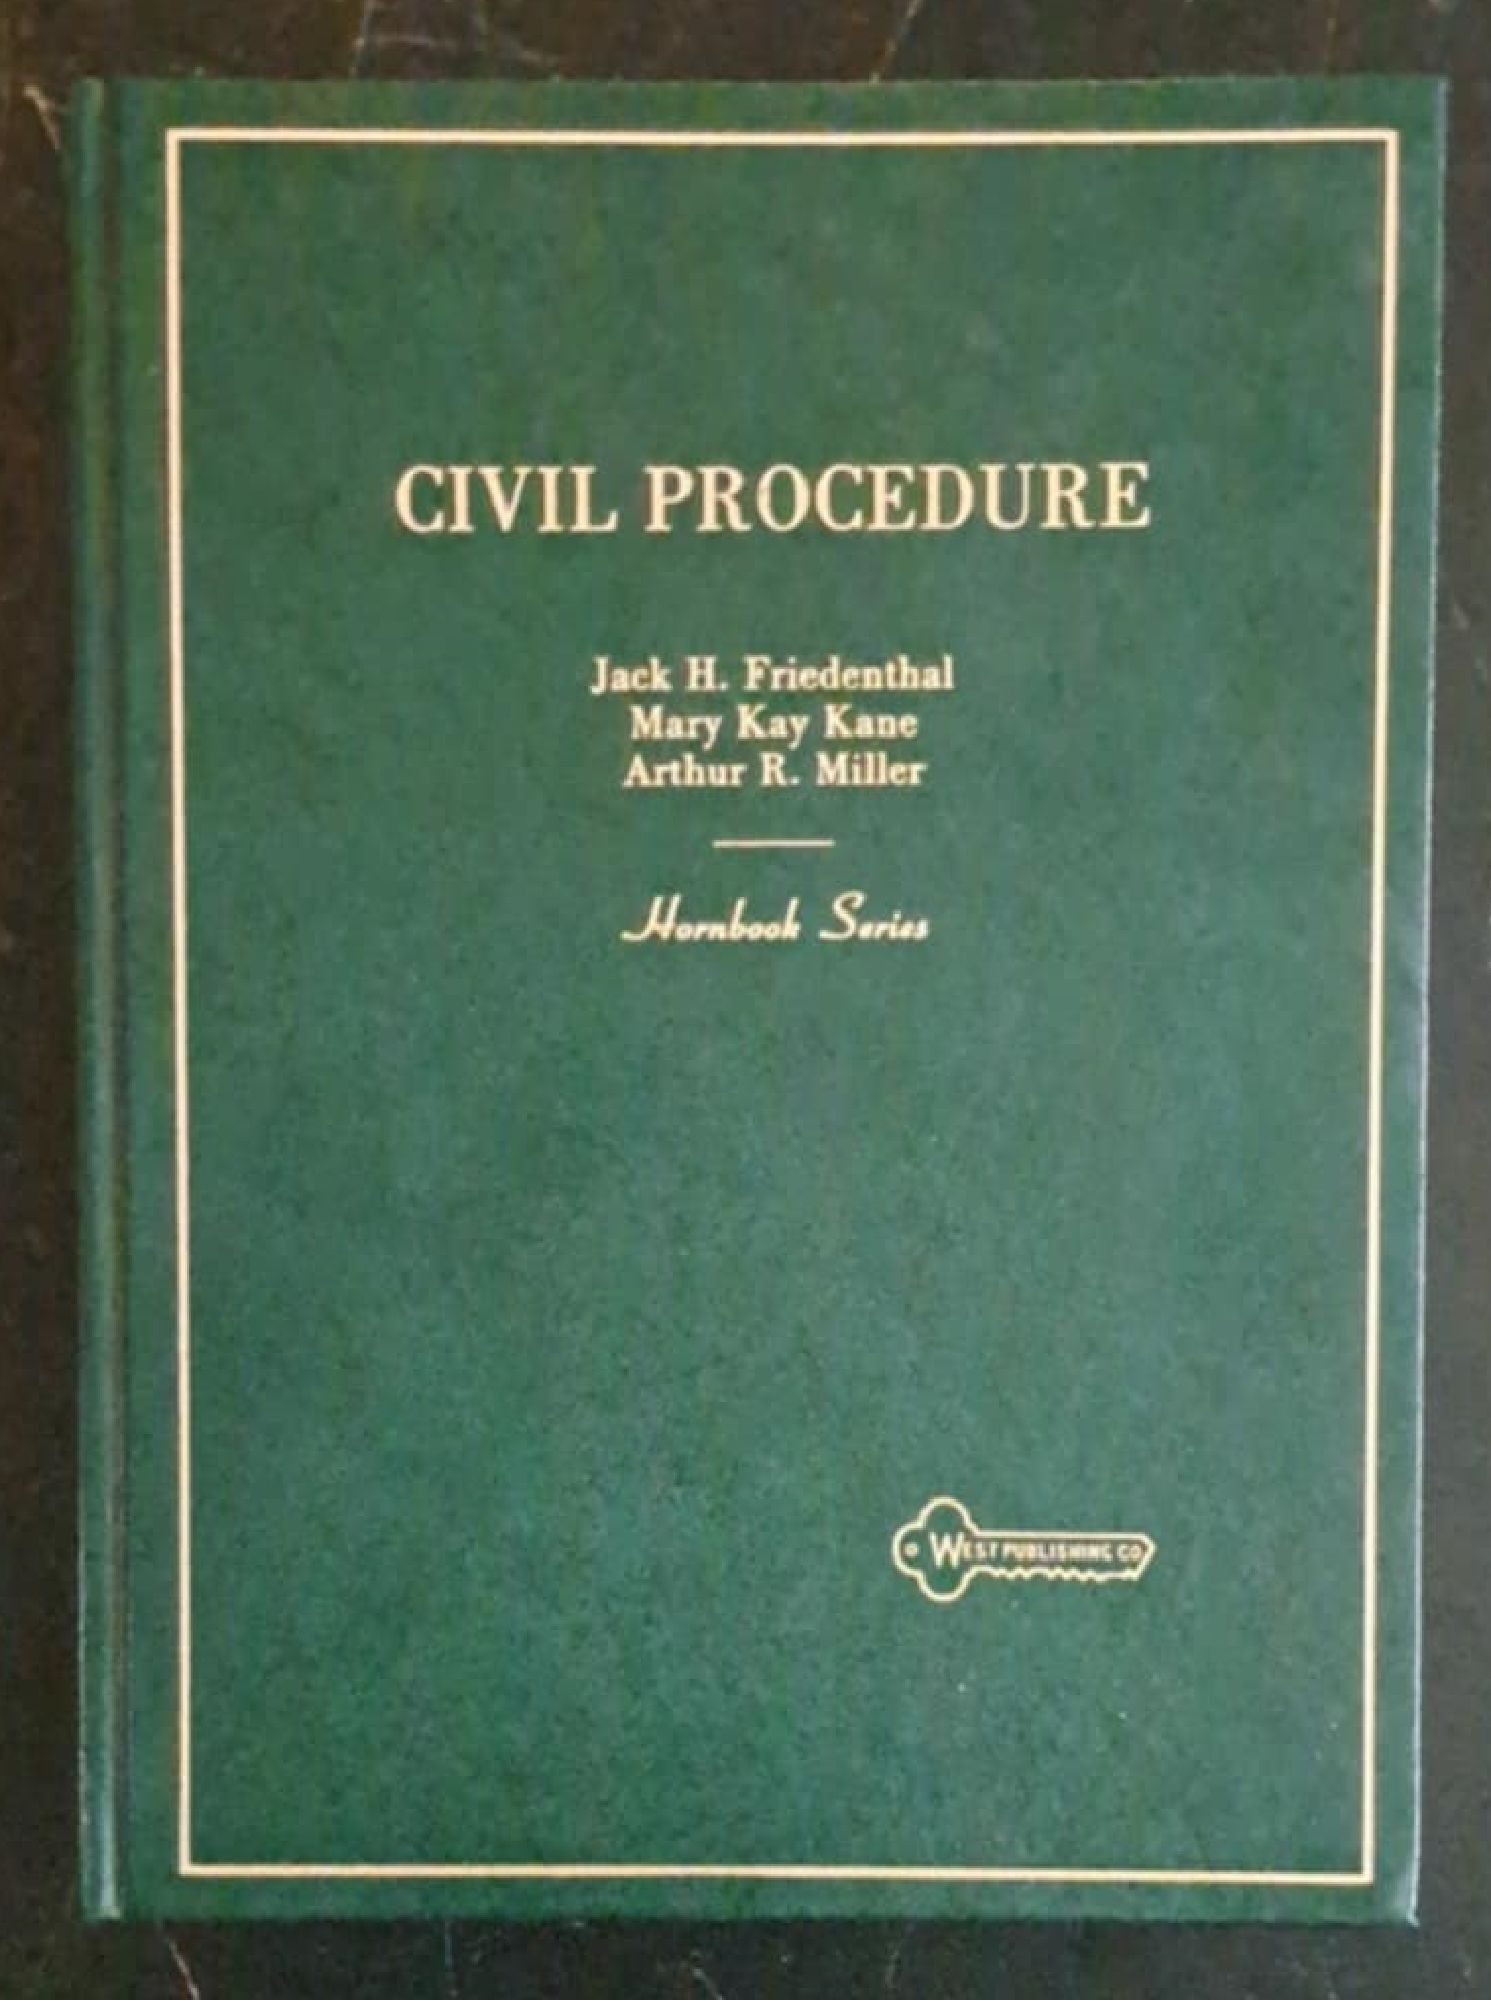 CIVIL PROCEDURE
Jack H. Friedenthal
Mary Kay Kane
Arthur R. Miller
Hornbook Series
WEST PUBLISHING CO